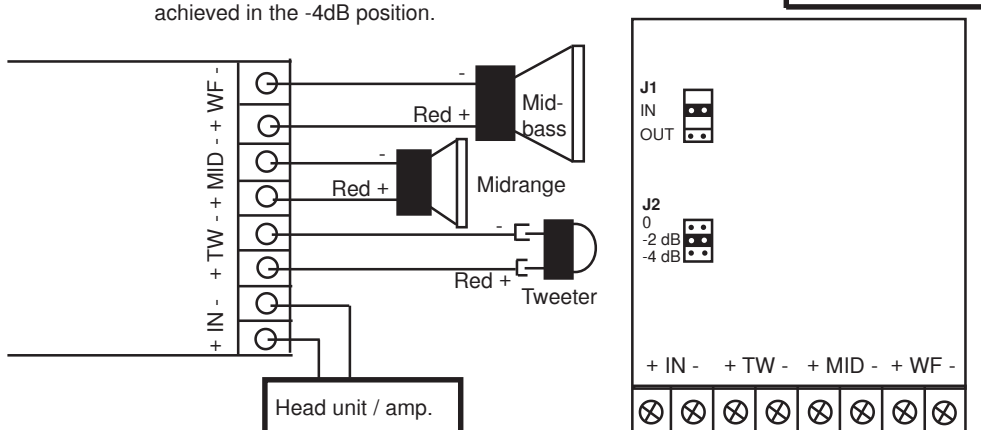 achieved in the -4dB position.
+ WF -
+ MID -
+ TW -
+ IN -
-
Red +
Mid-
bass
-
Red +
Midrange
-
Red +
Tweeter
Head unit / amp.
J1
IN
OUT
J2
0
-2 dB
-4 dB
+ IN - + TW - + MID - + WF -